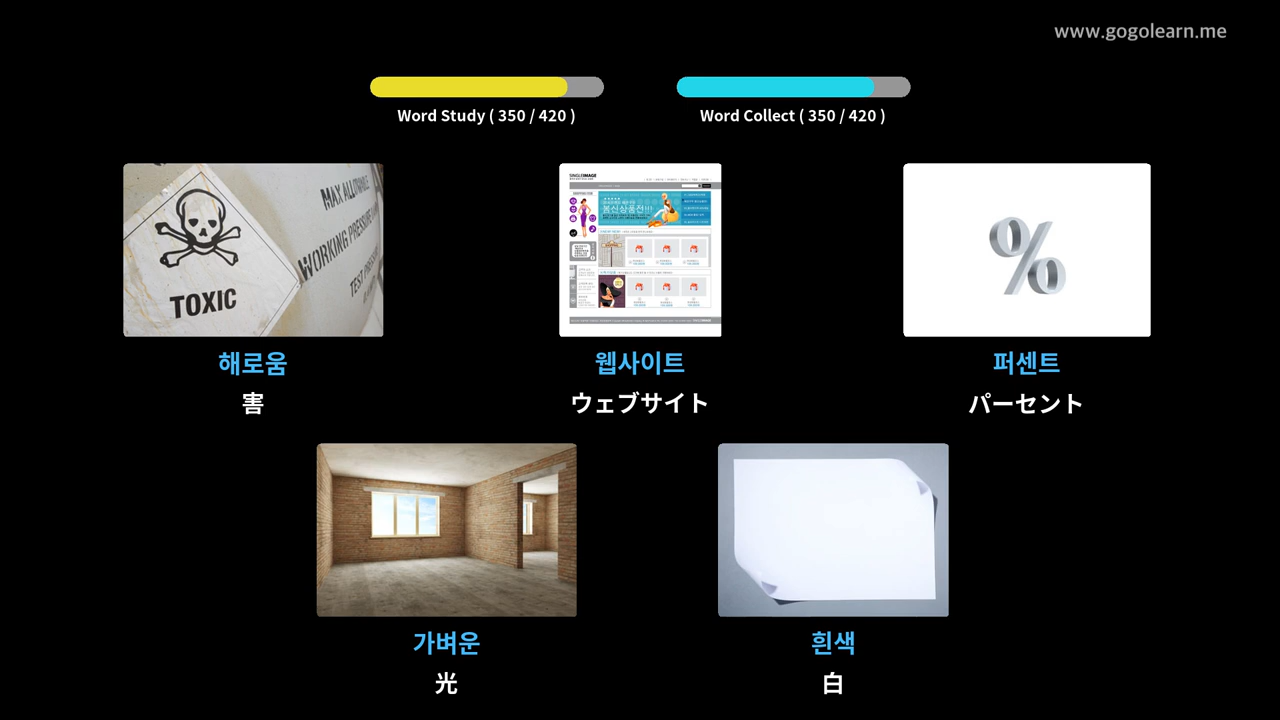 www.gogolearn.me
Word Study ( 350 / 420 )
Word Collect ( 350 / 420 )
TOXIC
MAX ALLOWABLE
WORKING PRESSURE
TEST
해로움
害
웹사이트
ウェブサイト
%
퍼센트
パーセント
가벼운
光
흰색
白